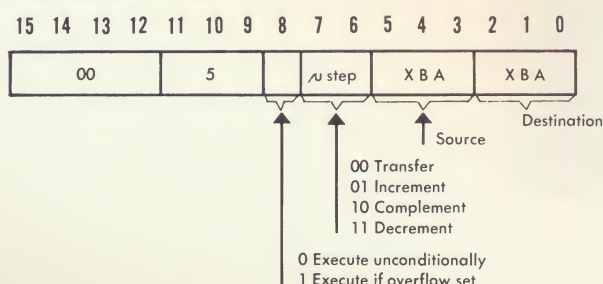 15 14 13 12 11 10 9 8 7 6 5 4 3 2 1 0
00 5 μ step X B A X B A
Destination
Source
00 Transfer
01 Increment
10 Complement
11 Decrement
0 Execute unconditionally
1 Execute if overflow set